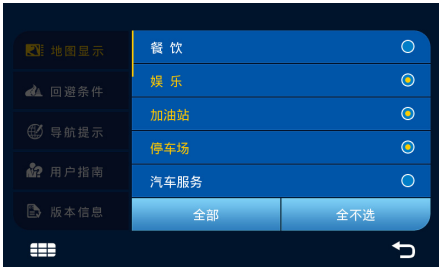 地图显示
回避条件
导航提示
用户指南
版本信息
餐 饮
娱 乐
加油站
停车场
汽车服务
全部
全不选